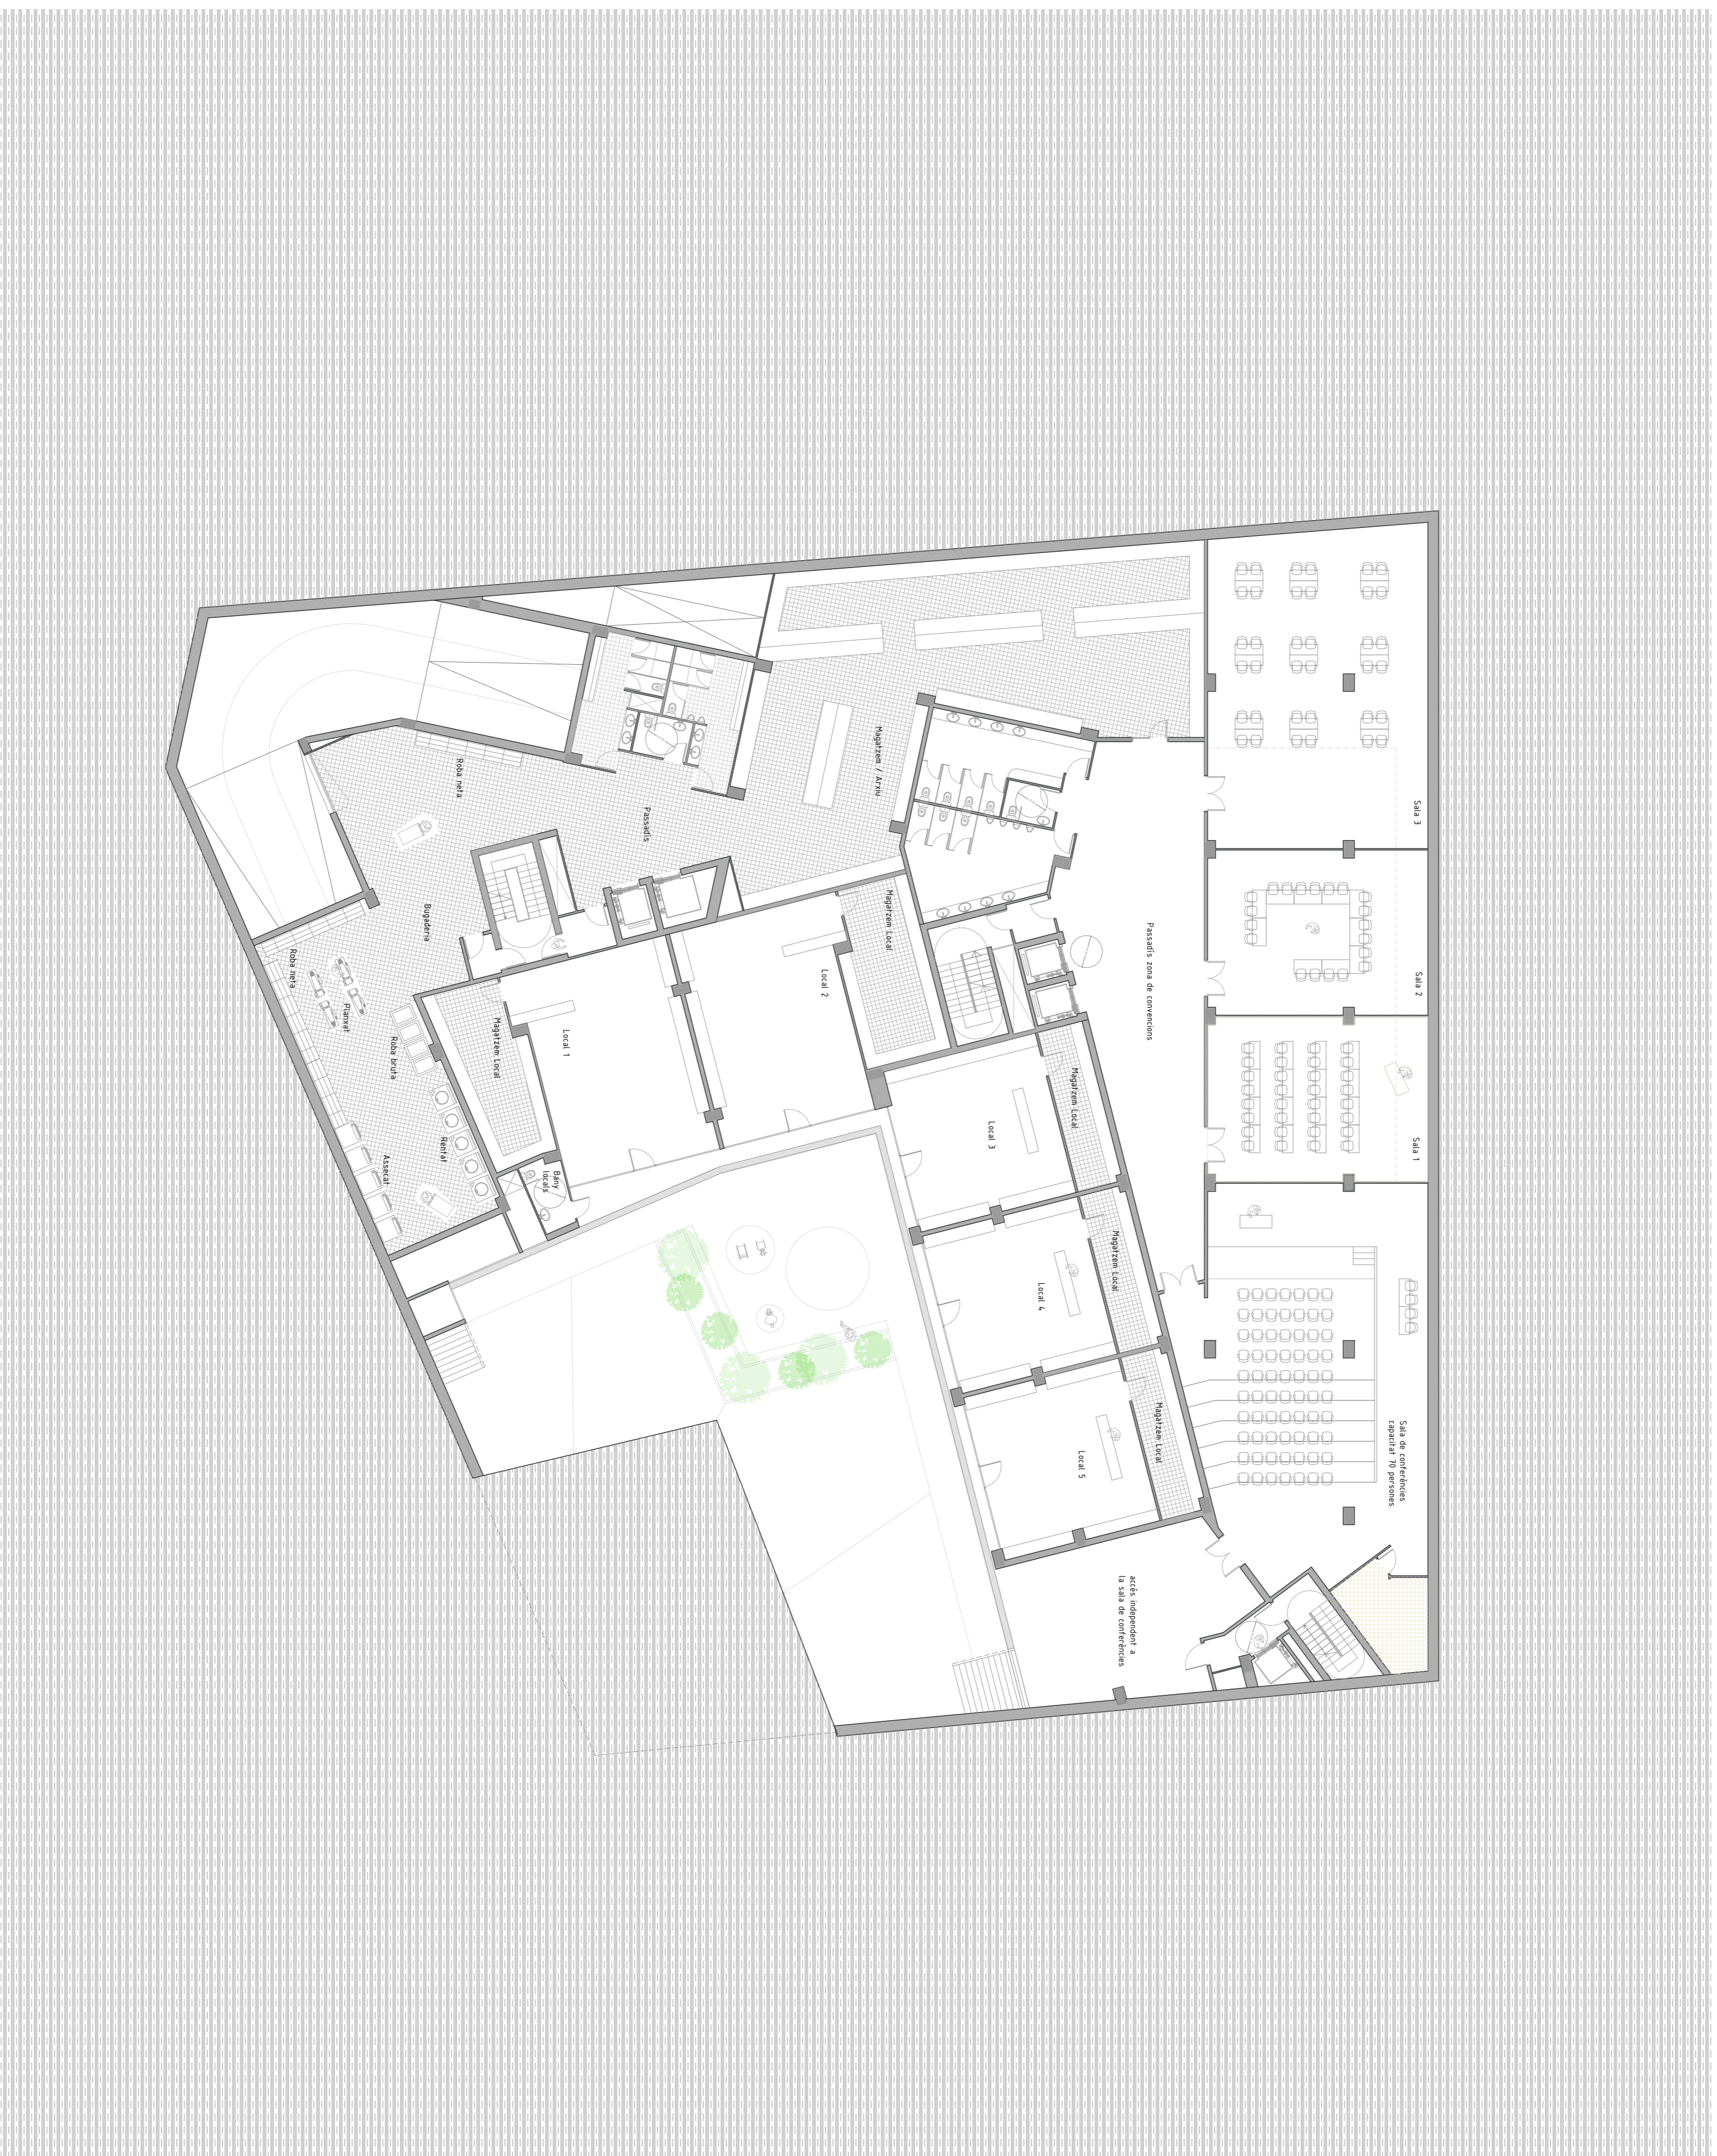 Sala 3
Sala 2
Sala 1
Sala de conferències
capacitat 70 persones
Passadís zona de convencions
accés independent a
la sala de conferències
Magatzem / Arxiu
Magatzem Local
Magatzem Local
Magatzem Local
Magatzem Local
Local 2
Local 3
Local 4
Local 5
Passadís
Local 1
Magatzem Local
Bany
locals
Roba neta
Bugaderia
Rentat
Roba bruta
Assecat
Planxat
Roba neta